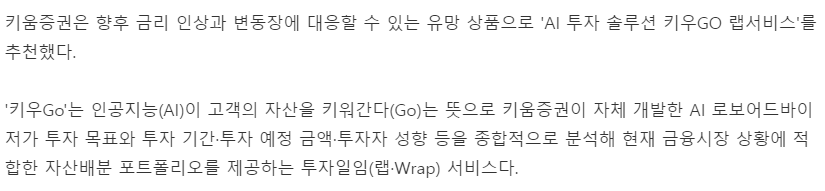 키움증권은 향후 금리 인상과 변동장에 대응할 수 있는 유망 상품으로 'AI 투자 솔루션 키우GO 랩서비스'를
추천했다.
'키우Go'는 인공지능(AI)이 고객의 자산을 키워간다(Go)는 뜻으로 키움증권이 자체 개발한 AI 로보어드바이
저가 투자 목표와 투자 기간·투자 예정 금액·투자자 성향 등을 종합적으로 분석해 현재 금융시장 상황에 적
합한 자산배분 포트폴리오를 제공하는 투자일임(랩·Wrap) 서비스다.